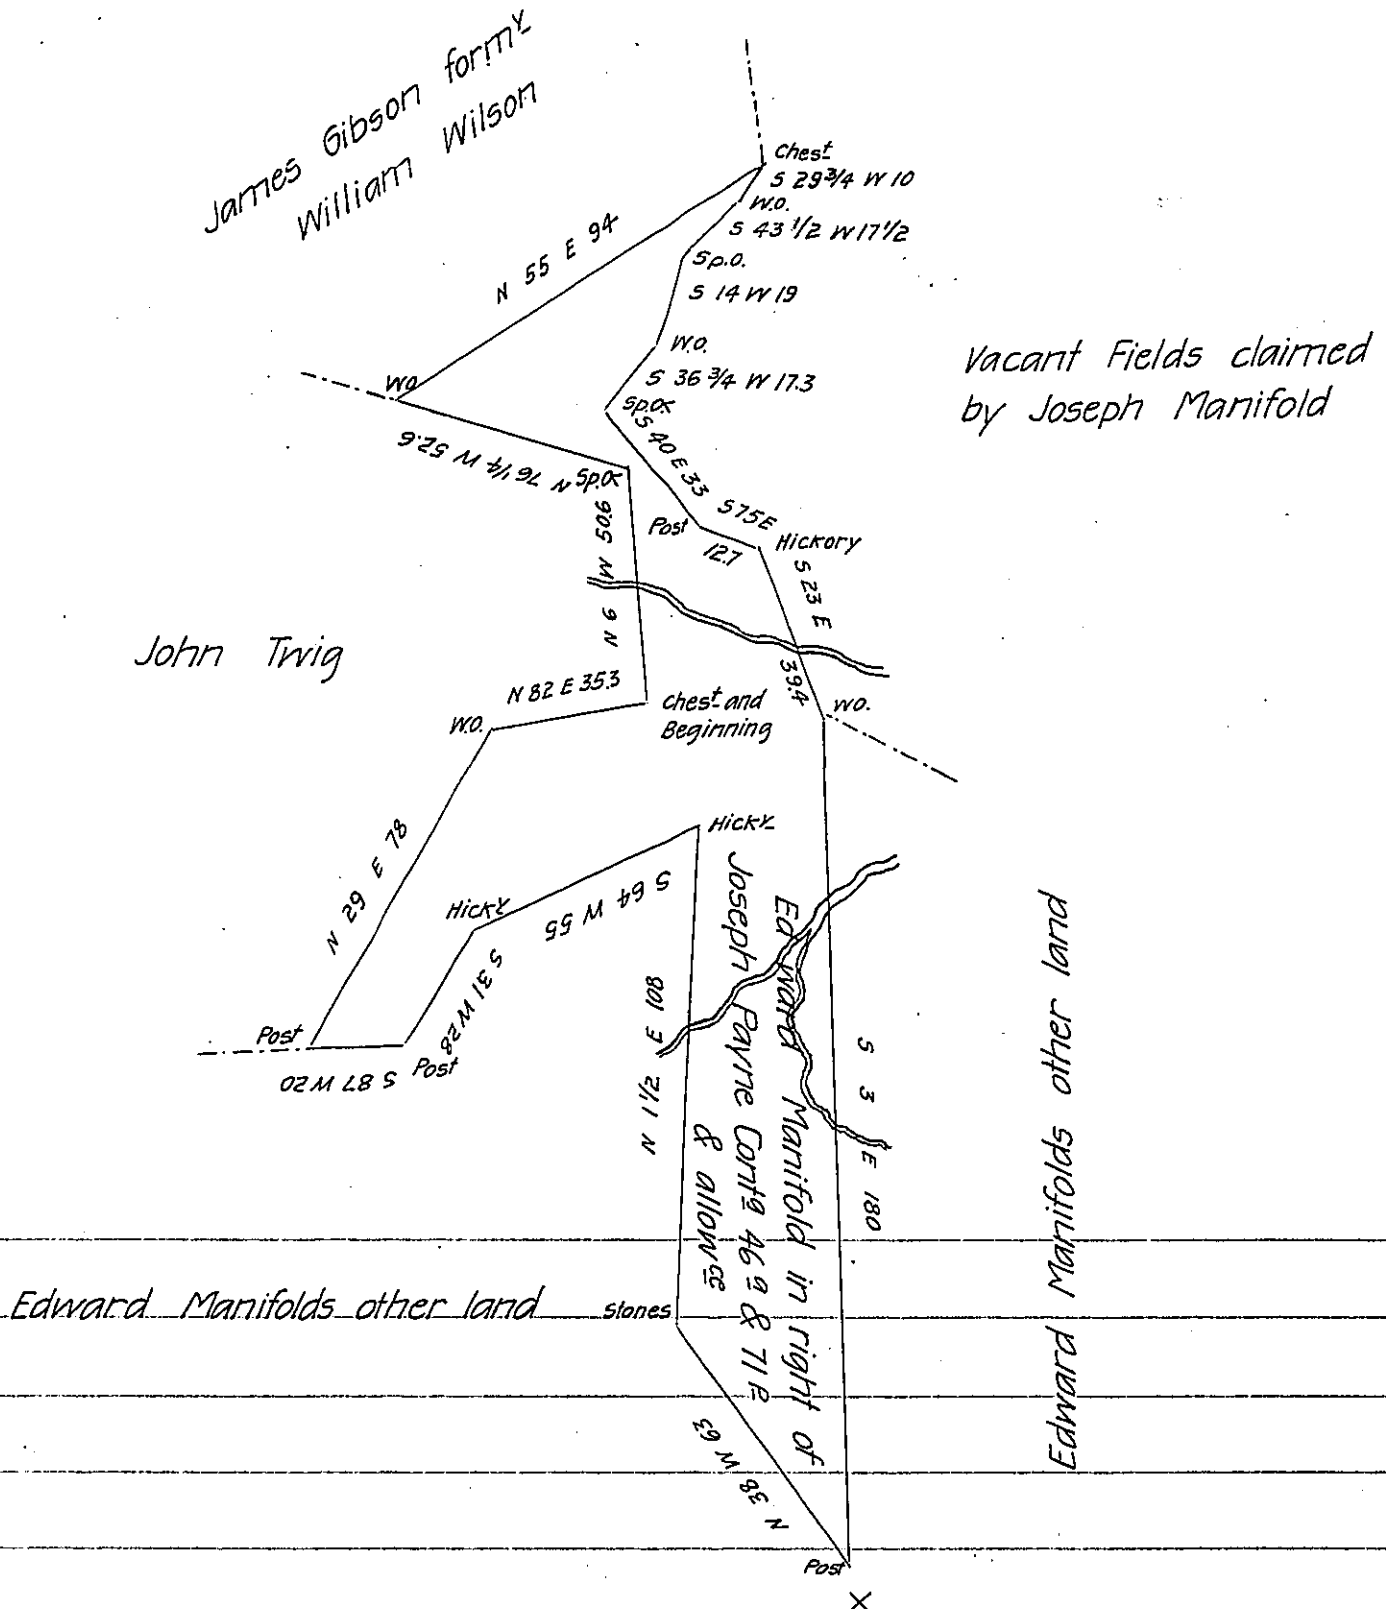 James Gibson formy
William Wilson
Chest
S 29 3/4 W 10
W.O.
S 43 1/2 W 17 1/2
Sp.O.
S 14 W 19
W.O.
S 36 3/4 W 17.3
Sp.Ok
S 40 E 33
N 55 E 94
Vacant Fields claimed
by Joseph Manifold
W.O.
N 76 1/4 W 52.6
Sp.Ok
Post
S 75 E
12.7
Hickory
S 23 E
39.4
W.O.
John Twig
N 82 E 35.3
Chest and
Beginning
W.O.
N 29 E 78
Hicky
Hicky
S 64 W 55
S 31 W 28
Post
S 87 W 20
Post
N 1 1/2 E 108
Edward Manifold in right of
Joseph Payne Conta 46 a & 71 P
& allowce
S 3 E 180
Edward Manifolds other land
Edward Manifolds other land
Stones
N 38 W 63
Post
X